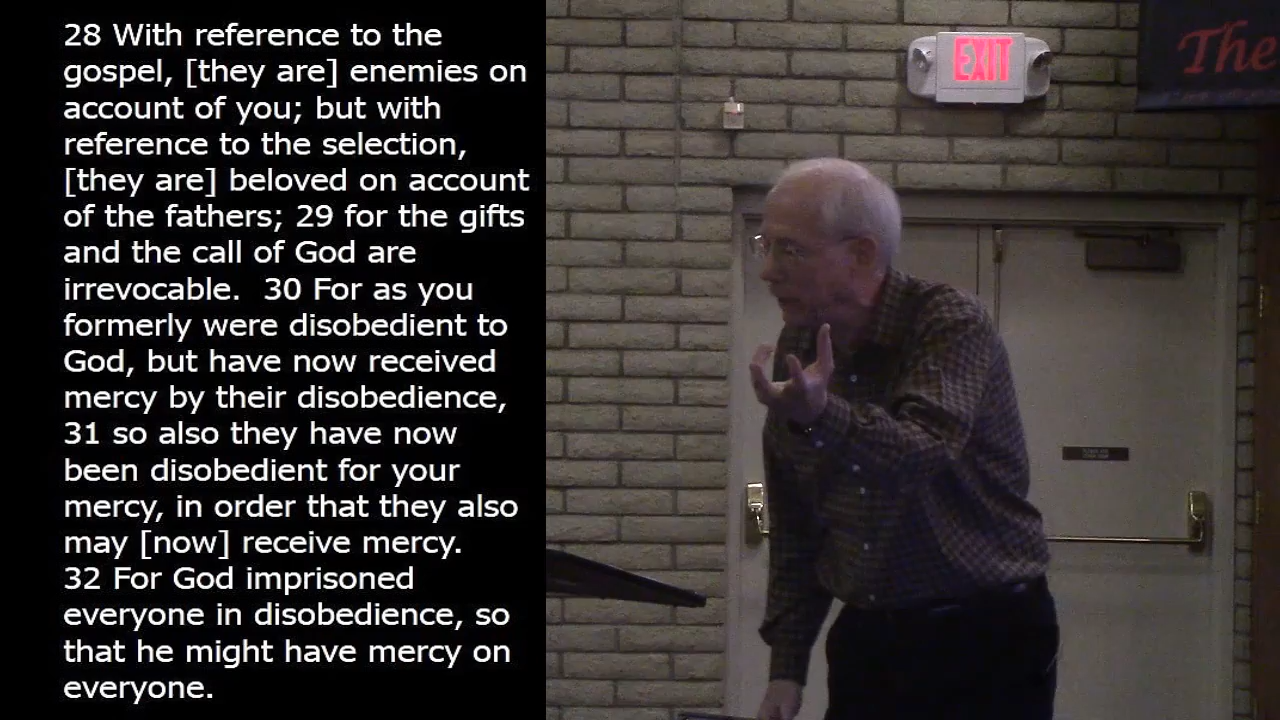 28 With reference to the
gospel, [they are] enemies on
account of you; but with
reference to the selection,
[they are] beloved on account
of the fathers; 29 for the gifts
and the call of God are
irrevocable.  30 For as you
formerly were disobedient to
God, but have now received
mercy by their disobedience,
31 so also they have now
been disobedient for your
mercy, in order that they also
may [now] receive mercy.
32 For God imprisoned
everyone in disobedience, so
that he might have mercy on
everyone.
EXIT
The